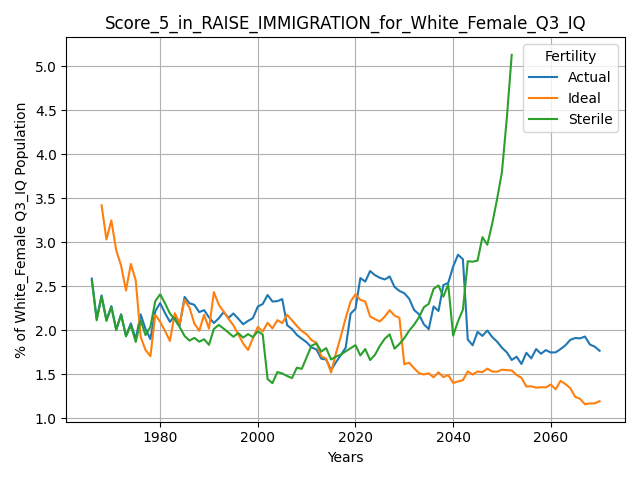 Score_5_in_RAISE_IMMIGRATION_for_White_Female_Q3_IQ
% of White_Female Q3_IQ Population
5.0
4.5
4.0
3.5
3.0
2.5
2.0
1.5
1.0
Fertility
Actual
Ideal
Sterile
1980
2000
2020
2040
2060
Years